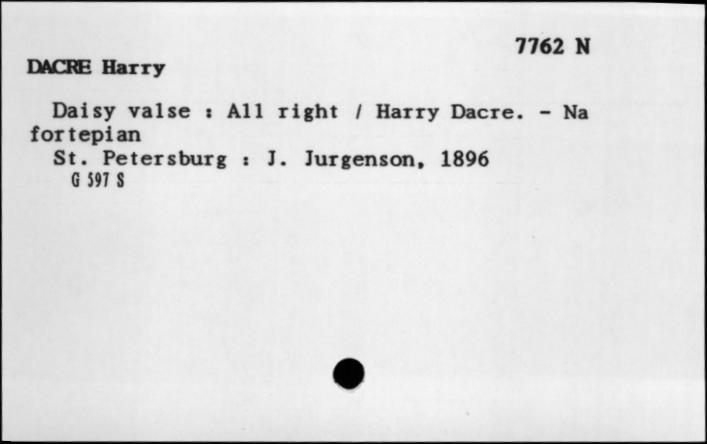 7762 N
DACRE Harry
Daisy valse : All right / Harry Dacre. - Na
fortepian
St. Petersburg : J. Jurgenson, 1896
G 597 S